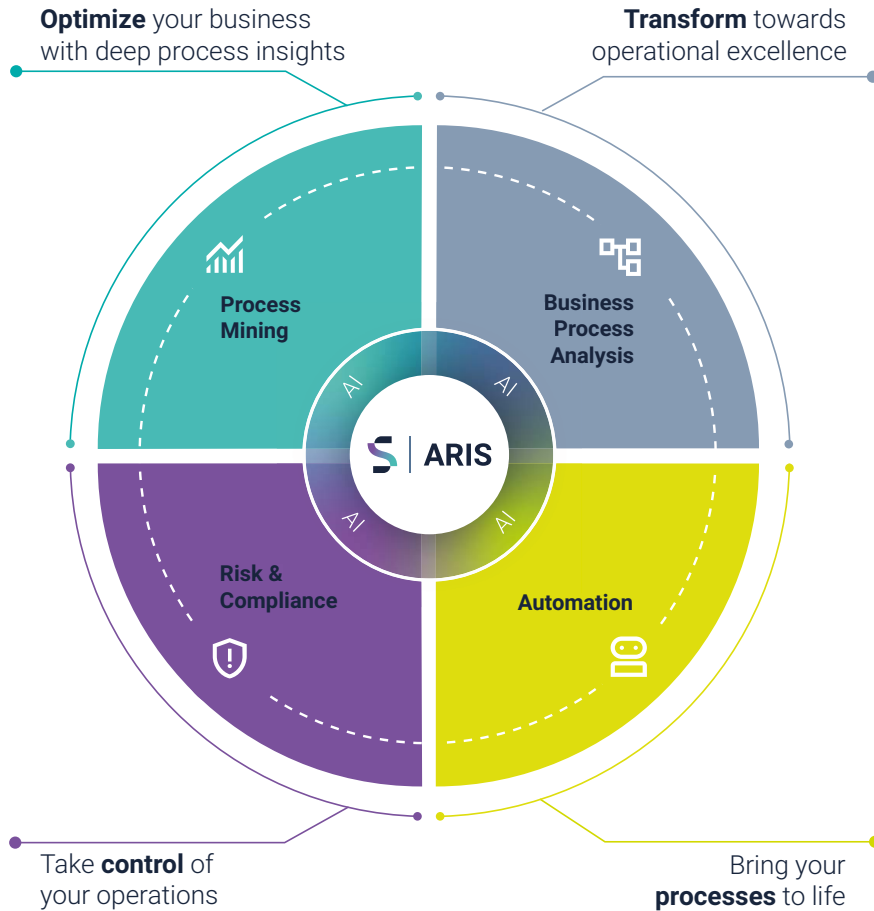 Optimize your business
with deep process insights
Transform towards
operational excellence
Process
Mining
Business
Process
Analysis
AI
AI
ARIS
AI
AI
Risk &
Compliance
Automation
Take control of
your operations
Bring your
processes to life